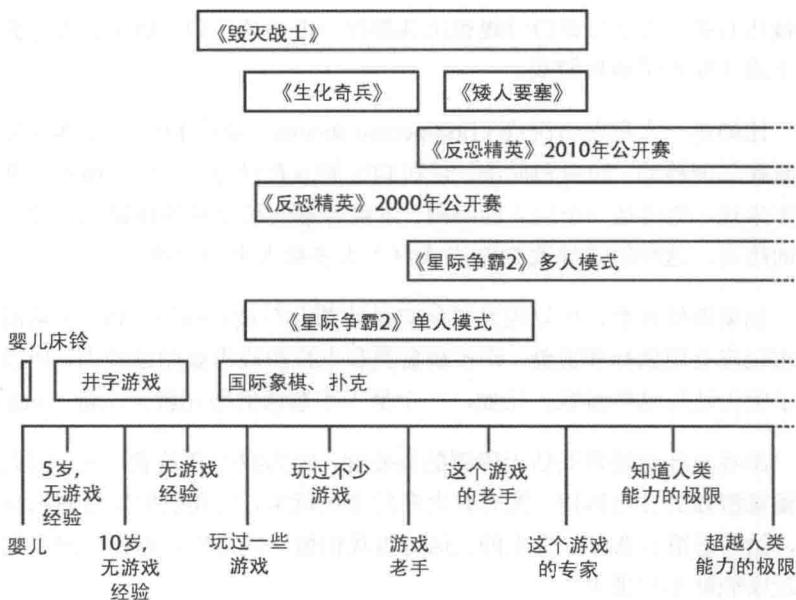 《毁灭战士》
《生化奇兵》
《矮人要塞》
《反恐精英》2010年公开赛
《反恐精英》2000年公开赛
《星际争霸2》多人模式
《星际争霸2》单人模式
婴儿床铃
井字游戏
国际象棋、扑克
5岁,
无游戏
经验
无游戏
经验
玩过不少
游戏
这个游戏
的老手
知道人类
能力的极限
婴儿
10岁,
无游戏
经验
玩过一些
游戏
游戏
老手
这个游戏
的专家
超越人类
能力的极限